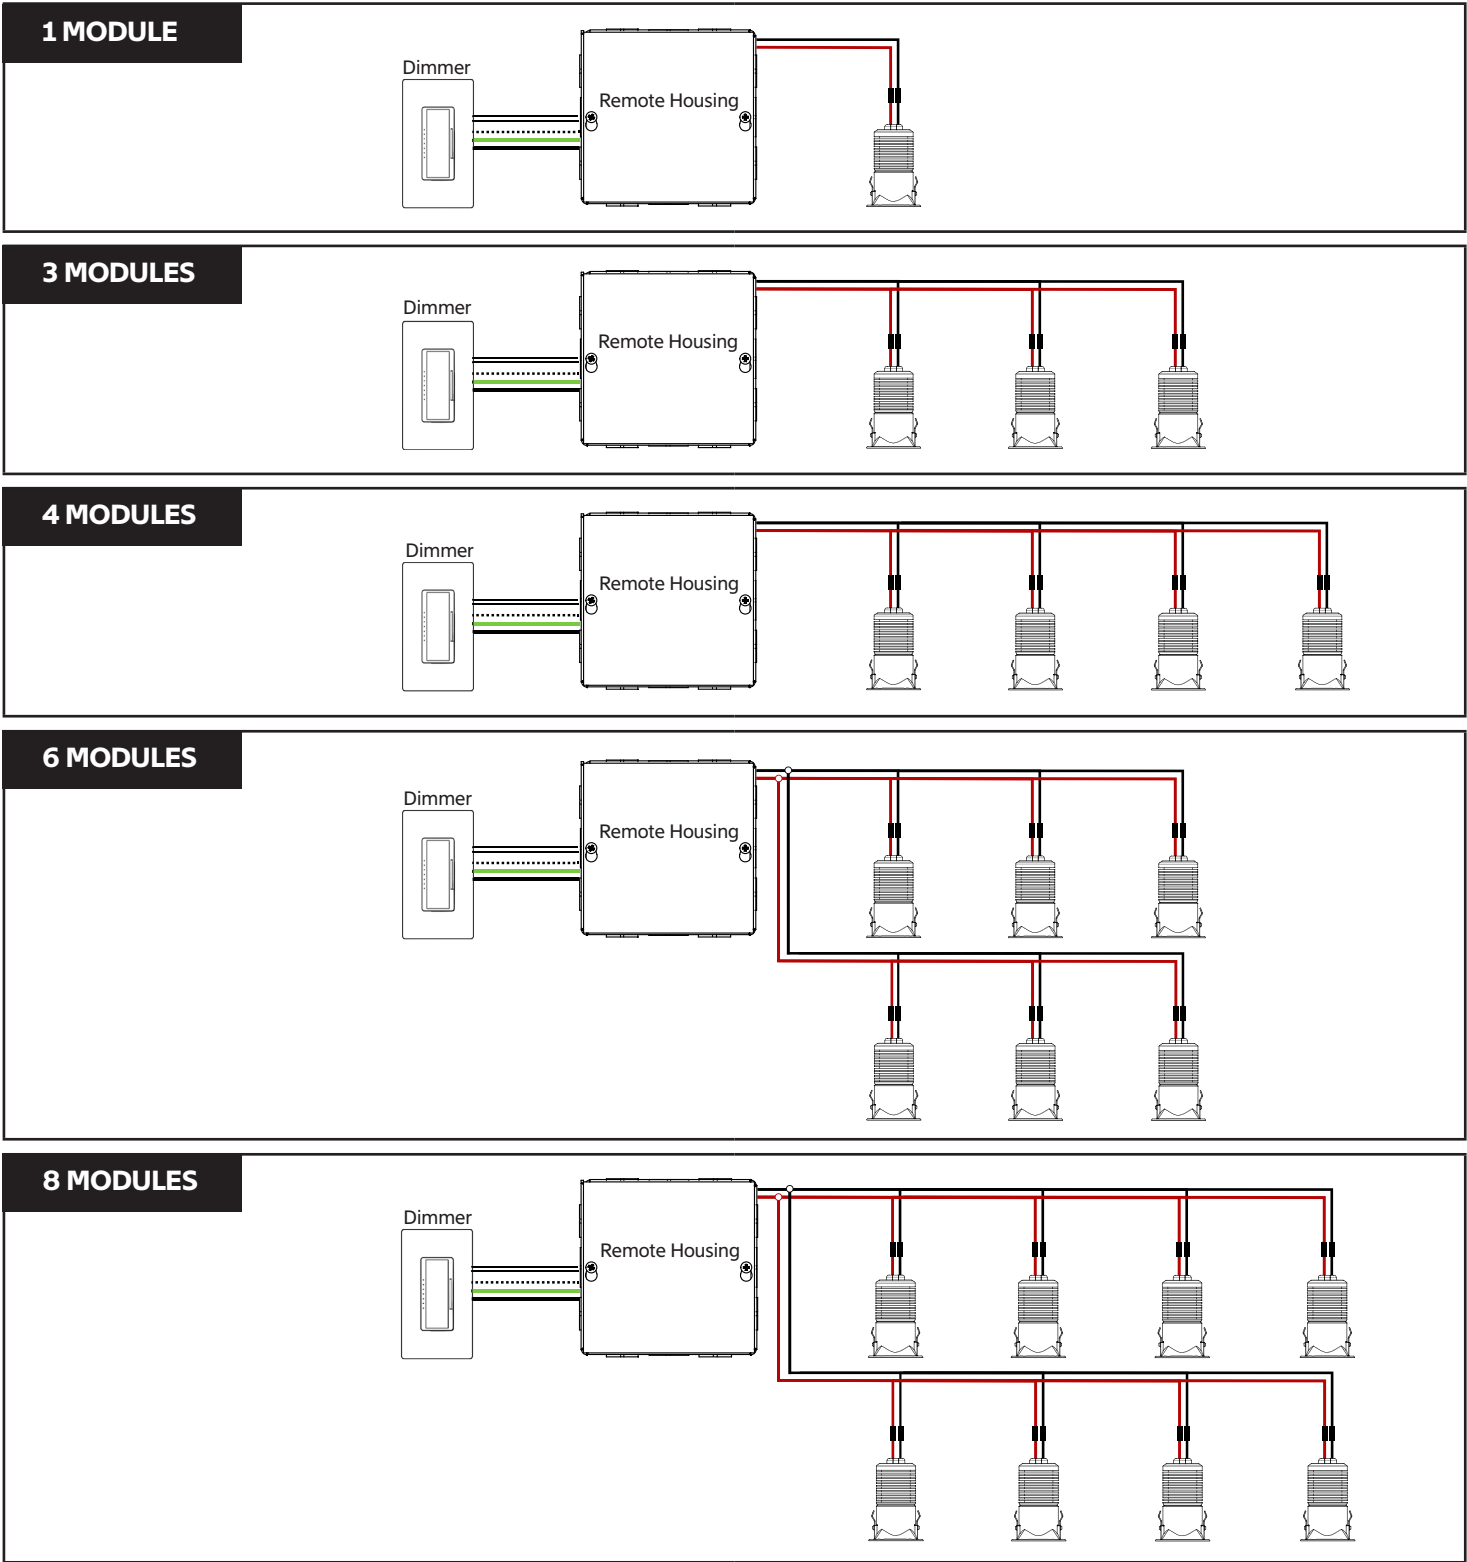 1 MODULE
Dimmer
Remote Housing
3 MODULES
Dimmer
Remote Housing
4 MODULES
Dimmer
Remote Housing
6 MODULES
Dimmer
Remote Housing
8 MODULES
Dimmer
Remote Housing